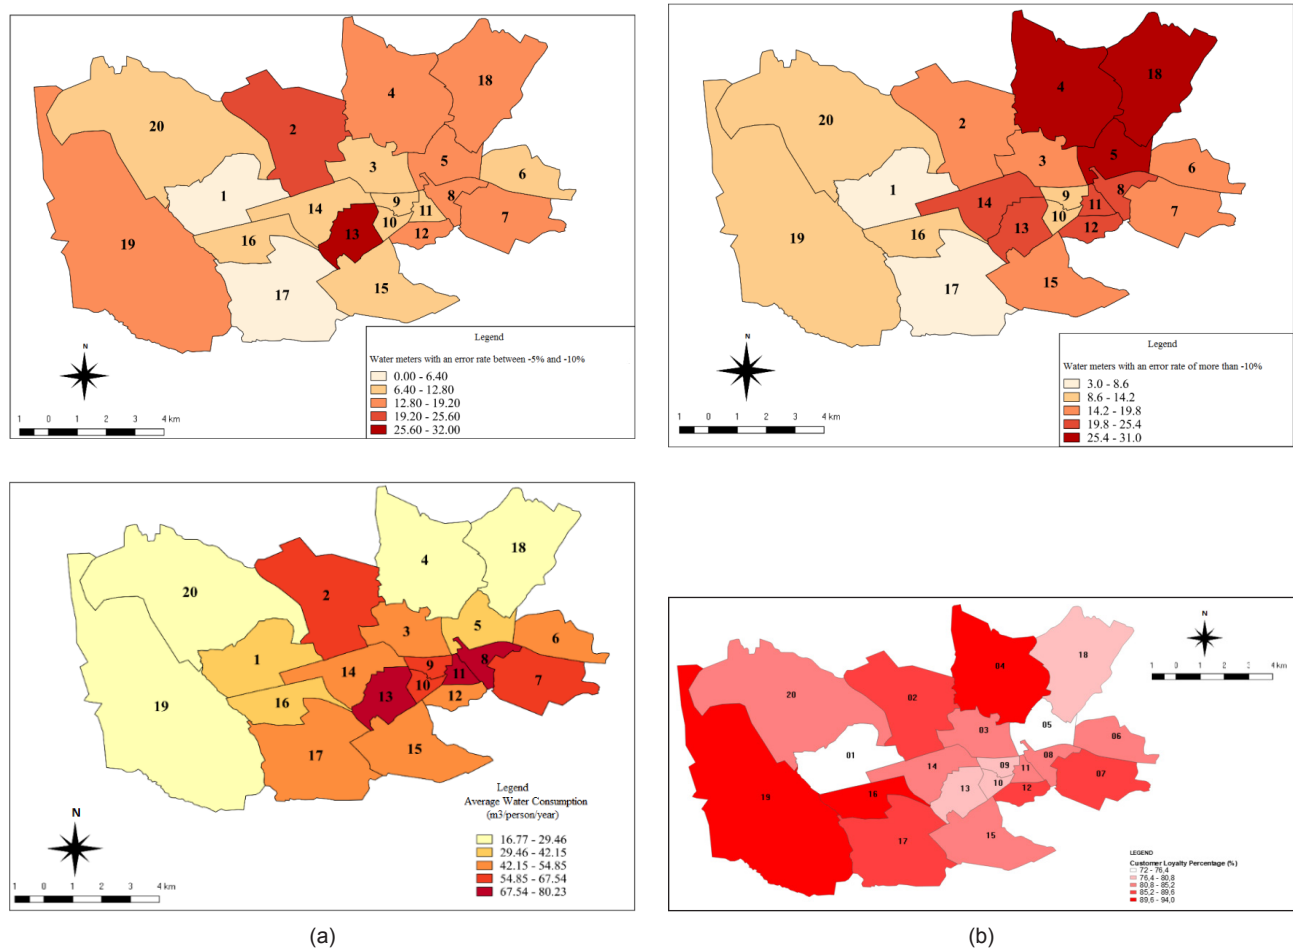 18
4
20
2
5
3
6
1
8
9
11
7
14
10
12
13
16
19
15
17
Legend
Water meters with an error rate between -5% and -10%
0.00 - 6.40
6.40 - 12.80
12.80 - 19.20
19.20 - 25.60
25.60 - 32.00
N
1 0 1 2 3 4 km
18
4
20
2
5
3
6
8
1
9
11
7
14
10
13
12
16
19
15
17
Legend
Water meters with an error rate of more than -10%
3.0 - 8.6
8.6 - 14.2
14.2 - 19.8
19.8 - 25.4
25.4 - 31.0
N
1 0 1 2 3 4 km
18
4
20
2
5
3
6
1
8
9
14
11
7
10
13
12
16
19
15
17
Legend
Average Water Consumption
(m3/person/year)
16.77 - 29.46
29.46 - 42.15
42.15 - 54.85
54.85 - 67.54
67.54 - 80.23
N
1 0 1 2 3 4 km
(a)
N
1 0 1 2 3 4 km
04
18
20
02
05
03
06
01
08
09
14
11
07
10
13
12
19
16
15
17
LEGEND
Customer Loyalty Percentage (%)
72 - 76,4
76,4 - 80,8
80,8 - 85,2
85,2 - 89,6
89,6 - 94,0
(b)